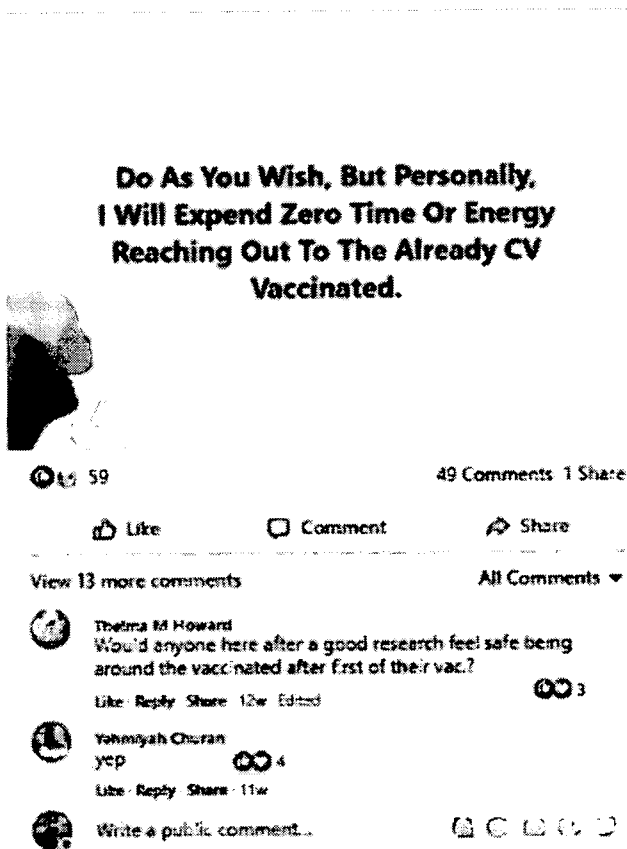 Do As You Wish, But Personally,
I Will Expend Zero Time Or Energy
Reaching Out To The Already CV
Vaccinated.
59
49 Comments 1 Share
Like
Comment
Share
View 13 more comments
All Comments
Thelma M Howard
Would anyone here after a good research feel safe being
around the vaccinated after first of their vac.?
3
Like · Reply · Share · 12w · Edited
Yahmiyah Churan
yep
4
Like · Reply · Share · 11w
Write a public comment...